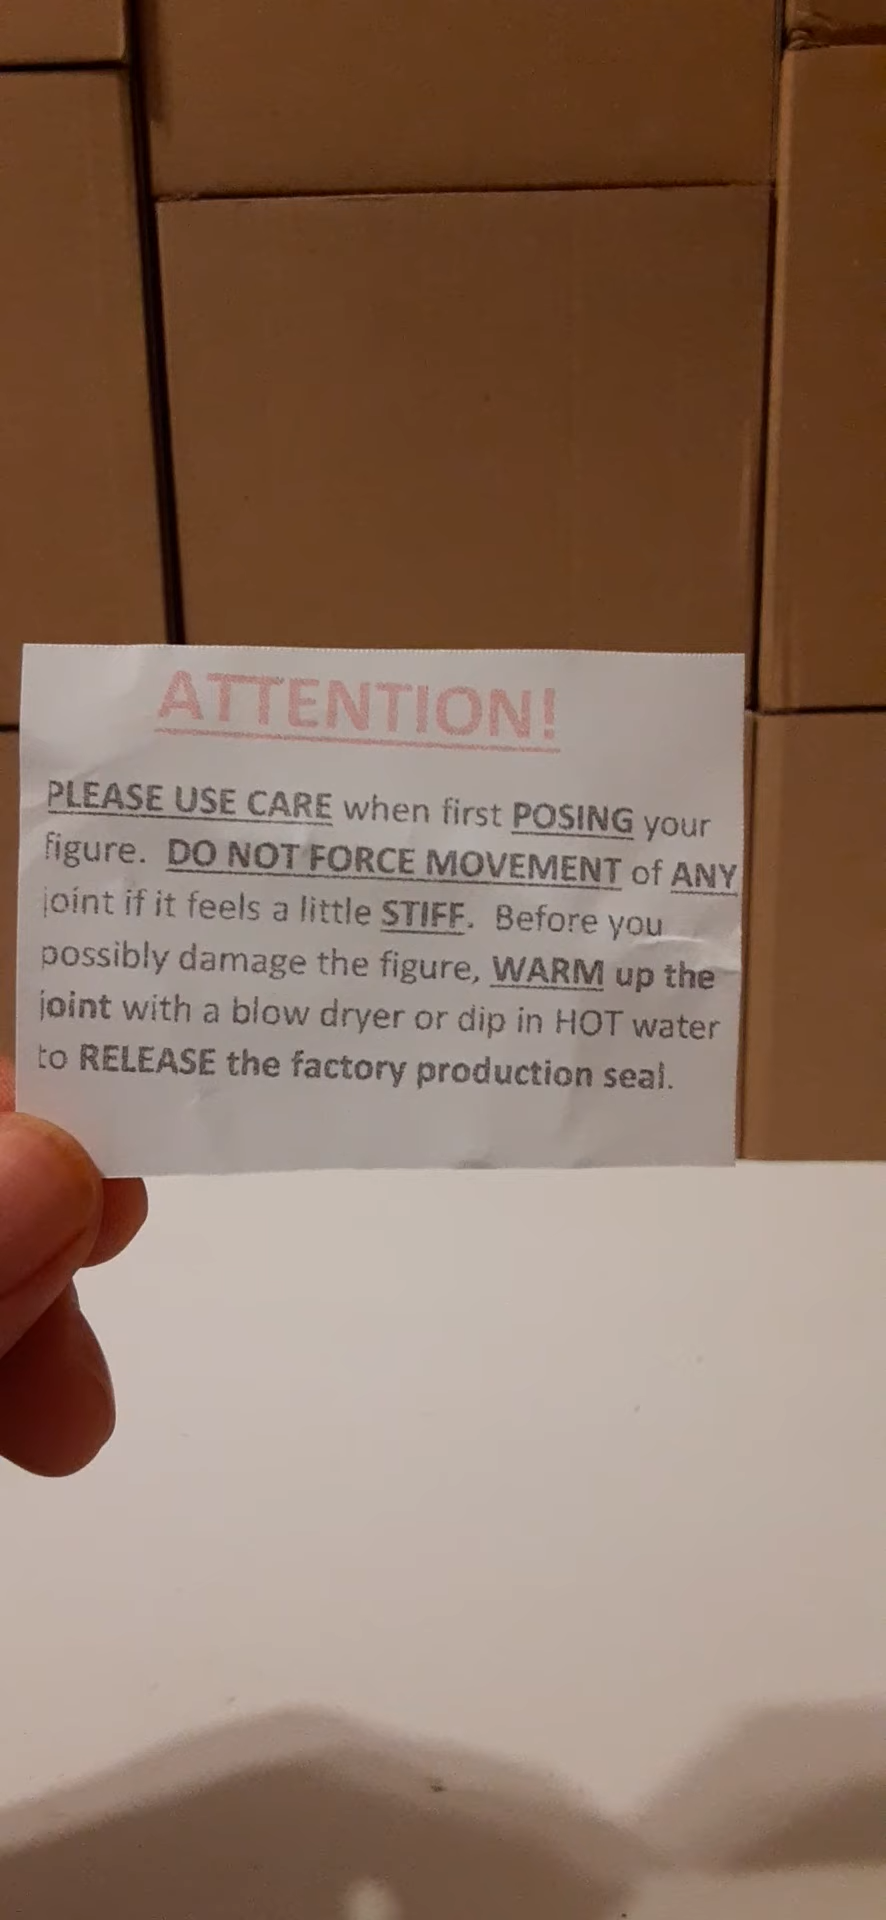 ATTENTION!
PLEASE USE CARE when first POSING your
figure. DO NOT FORCE MOVEMENT of ANY
joint if it feels a little STIFF. Before you
possibly damage the figure, WARM up the
joint with a blow dryer or dip in HOT water
to RELEASE the factory production seal.